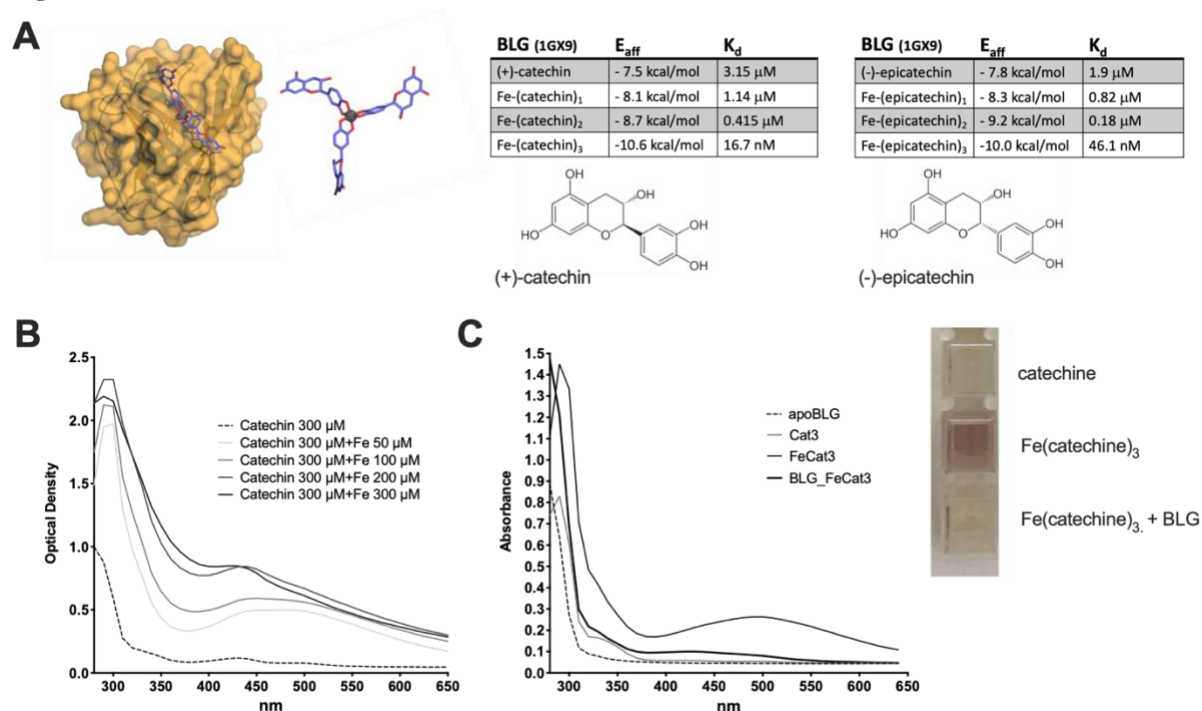 A
BLG (1GX9) Eaff Kd
(+)-catechin - 7.5 kcal/mol 3.15 µM
Fe-(catechin)1 - 8.1 kcal/mol 1.14 µM
Fe-(catechin)2 - 8.7 kcal/mol 0.415 µM
Fe-(catechin)3 -10.6 kcal/mol 16.7 nM
BLG (1GX9) Eaff Kd
(-)-epicatechin - 7.8 kcal/mol 1.9 µM
Fe-(epicatechin)1 - 8.3 kcal/mol 0.82 µM
Fe-(epicatechin)2 - 9.2 kcal/mol 0.18 µM
Fe-(epicatechin)3 -10.0 kcal/mol 46.1 nM
OH
OH
HO
O
OH
OH
(+)-catechin
OH
OH
HO
O
OH
OH
(-)-epicatechin
B
2.5
2.0
1.5
1.0
0.5
0.0
Optical Density
Catechin 300 µM
Catechin 300 µM+Fe 50 µM
Catechin 300 µM+Fe 100 µM
Catechin 300 µM+Fe 200 µM
Catechin 300 µM+Fe 300 µM
300 350 400 450 500 550 600 650
nm
C
1.5
1.4
1.3
1.2
1.1
1.0
0.9
0.8
0.7
0.6
0.5
0.4
0.3
0.2
0.1
0.0
Absorbance
apoBLG
Cat3
FeCat3
BLG_FeCat3
300 350 400 450 500 550 600 650
nm
catechine
Fe(catechine)3
Fe(catechine)3. + BLG